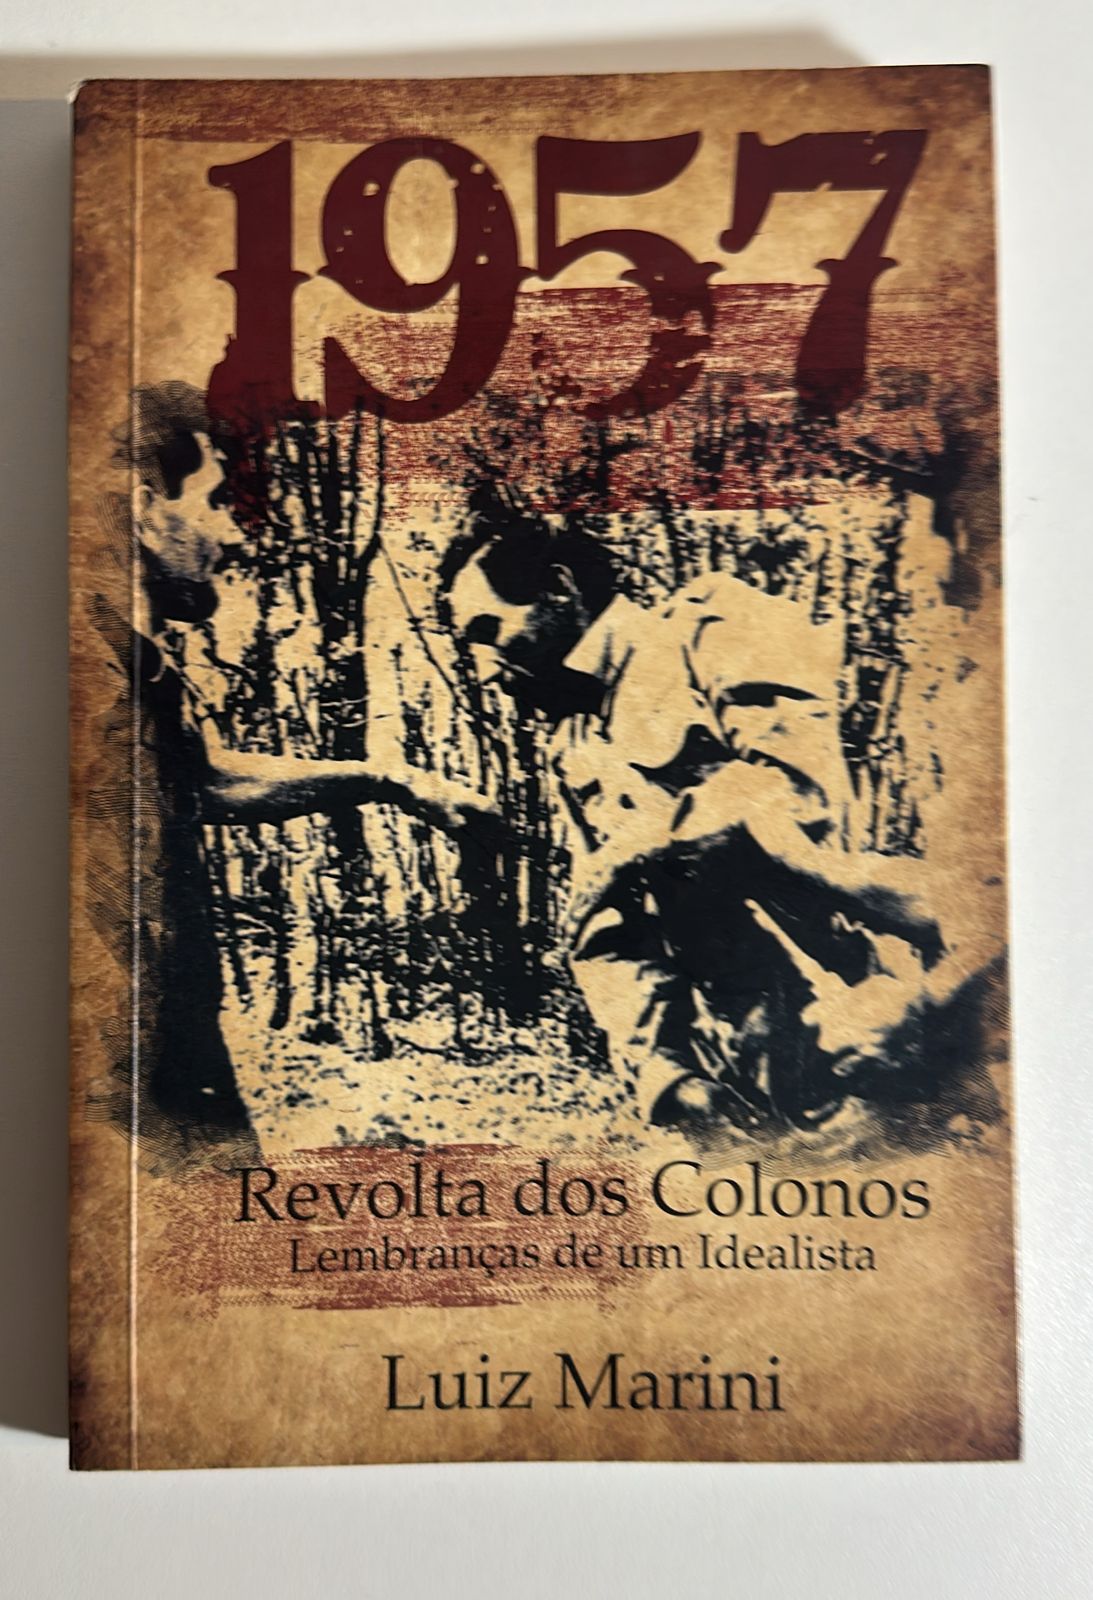 1957
Revolta dos Colonos
Lembranças de um Idealista
Luiz Marini